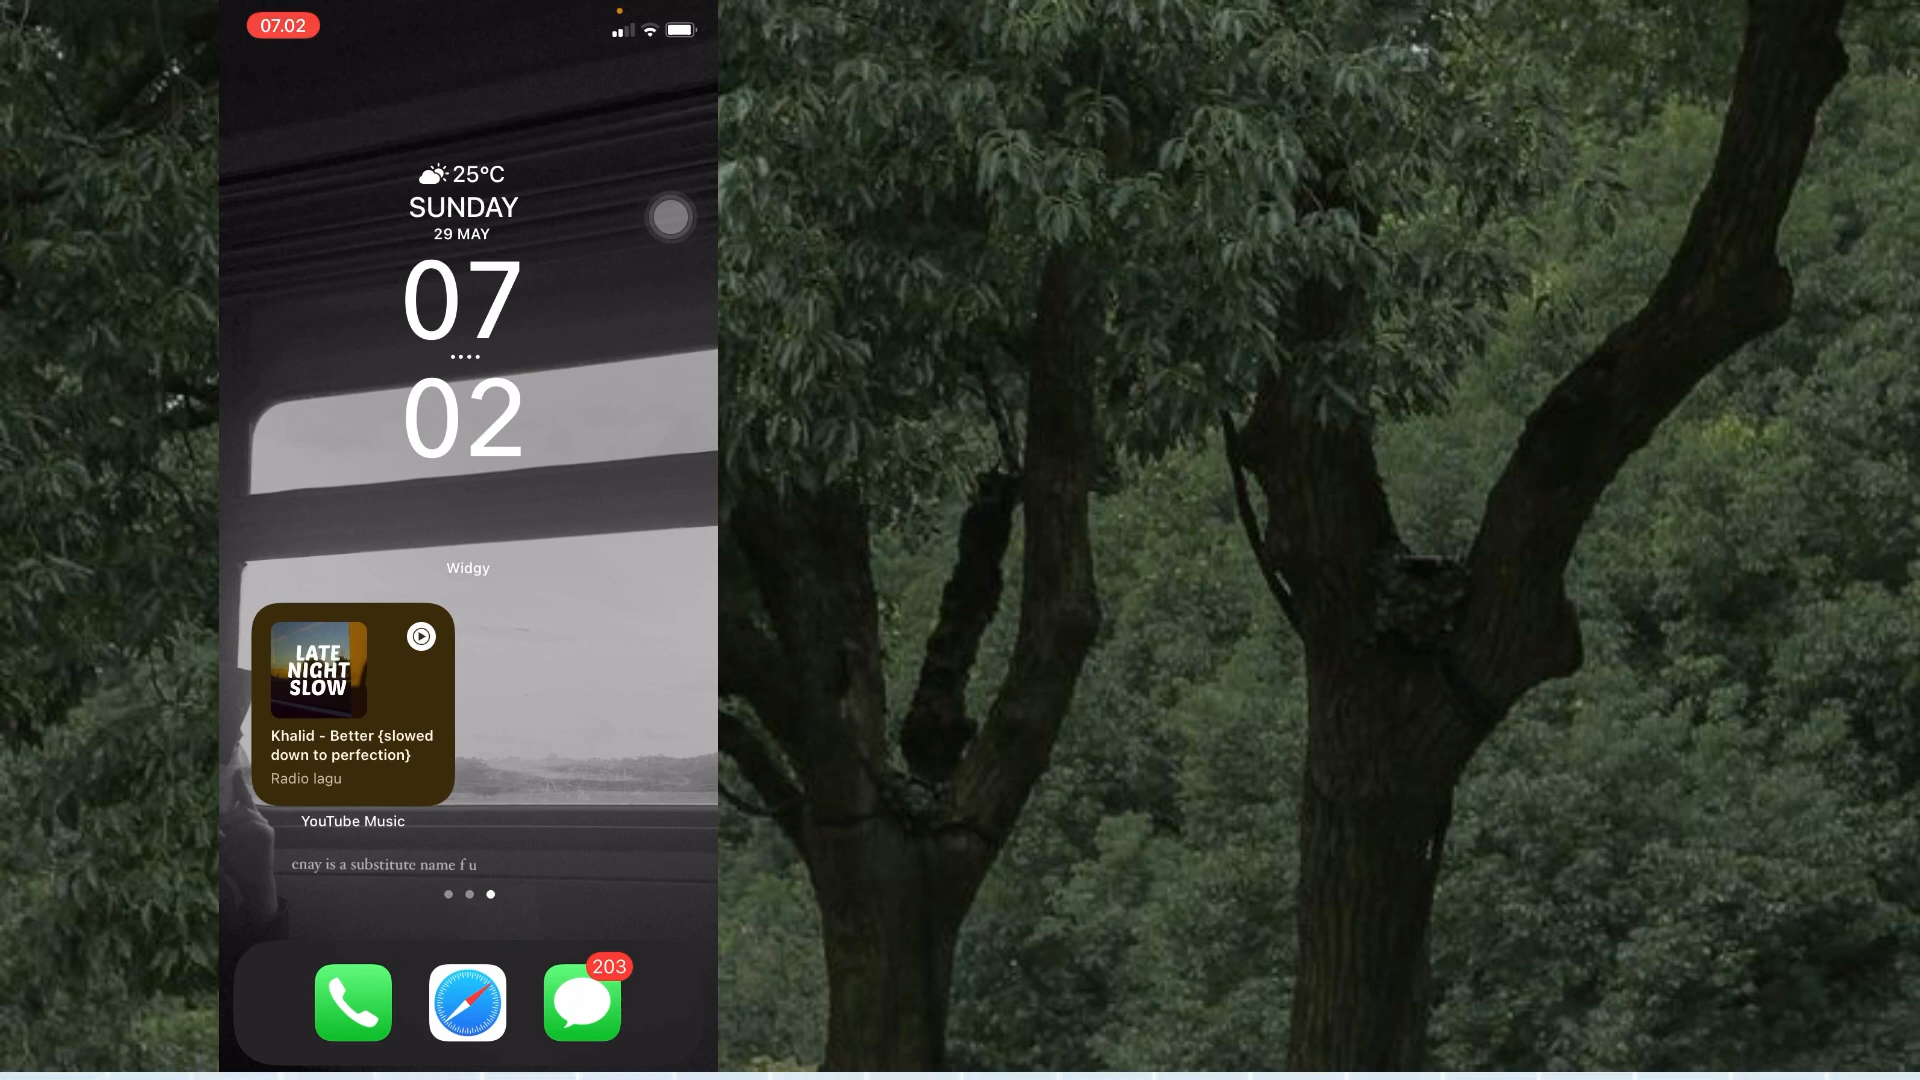 07.02
25°C
SUNDAY
29 MAY
07
02
Widgy
LATE
NIGHT
SLOW
Khalid - Better {slowed
down to perfection}
Radio lagu
YouTube Music
cnay is a substitute name f u
203